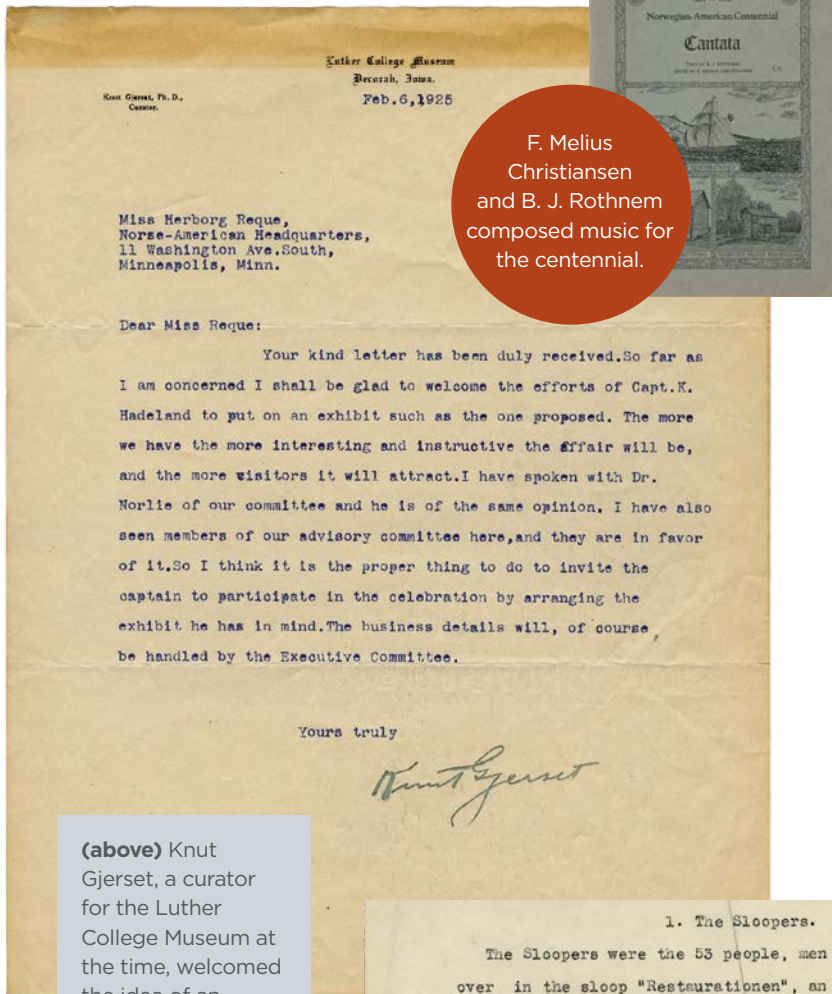 Luther College Museum
Decorah, Iowa.
Knut Gjerset, Ph. D.,
Curator.
Feb.6,1925
Norwegian-American Centennial
Cantata
F. Melius
Christiansen
and B. J. Rothnem
composed music for
the centennial.
Miss Herborg Reque,
Norse-American Headquarters,
11 Washington Ave.South,
Minneapolis, Minn.
Dear Miss Reque:
Your kind letter has been duly received.So far as
I am concerned I shall be glad to welcome the efforts of Capt.K.
Hadeland to put on an exhibit such as the one proposed. The more
we have the more interesting and instructive the affair will be,
and the more visitors it will attract.I have spoken with Dr.
Norlie of our committee and he is of the same opinion. I have also
seen members of our advisory committee here,and they are in favor
of it.So I think it is the proper thing to do to invite the
captain to participate in the celebration by arranging the
exhibit he has in mind.The business details will, of course,
be handled by the Executive Committee.
Yours truly
Knut Gjerset
(above) Knut
Gjerset, a curator
for the Luther
College Museum at
the time, welcomed
the idea of an
1. The Sloopers.
The Sloopers were the 53 people, men
over in the sloop "Restaurationen", an